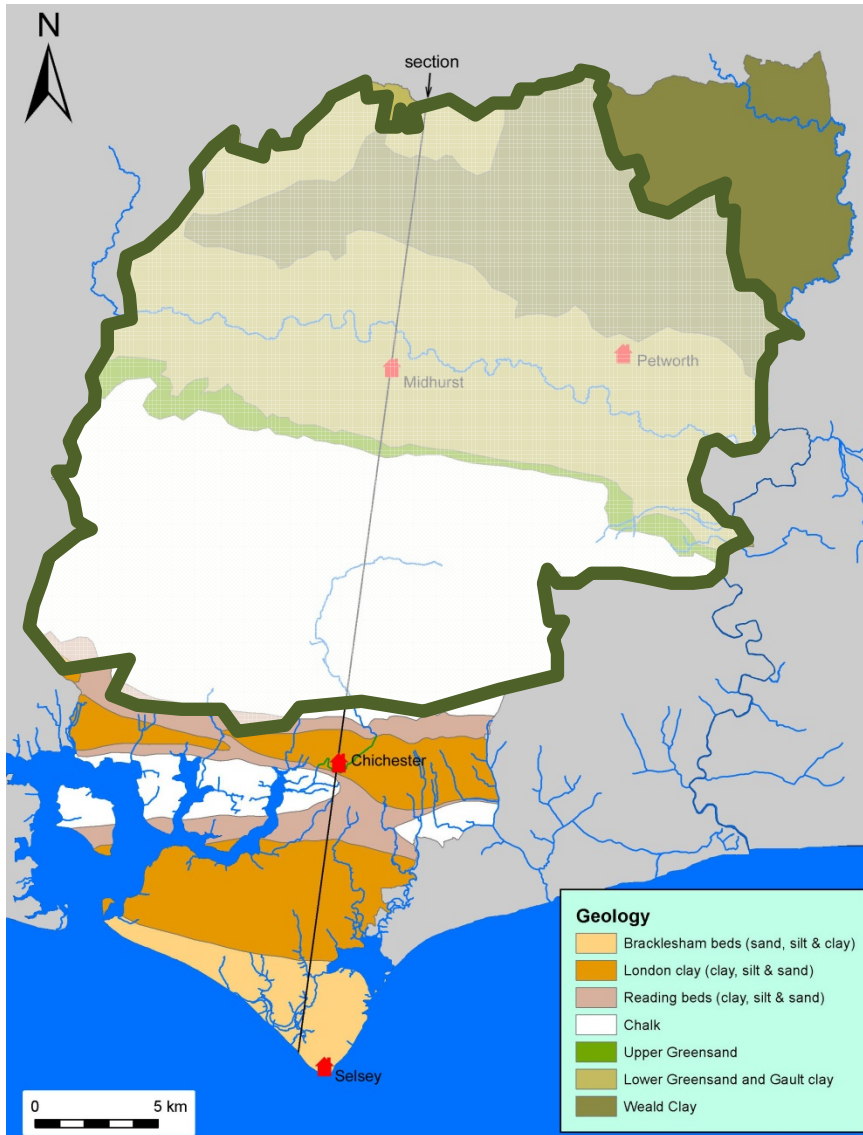 N
section
Midhurst
Petworth
Chichester
Selsey
0 5 km
Geology
Bracklesham beds (sand, silt & clay)
London clay (clay, silt & sand)
Reading beds (clay, silt & sand)
Chalk
Upper Greensand
Lower Greensand and Gault clay
Weald Clay